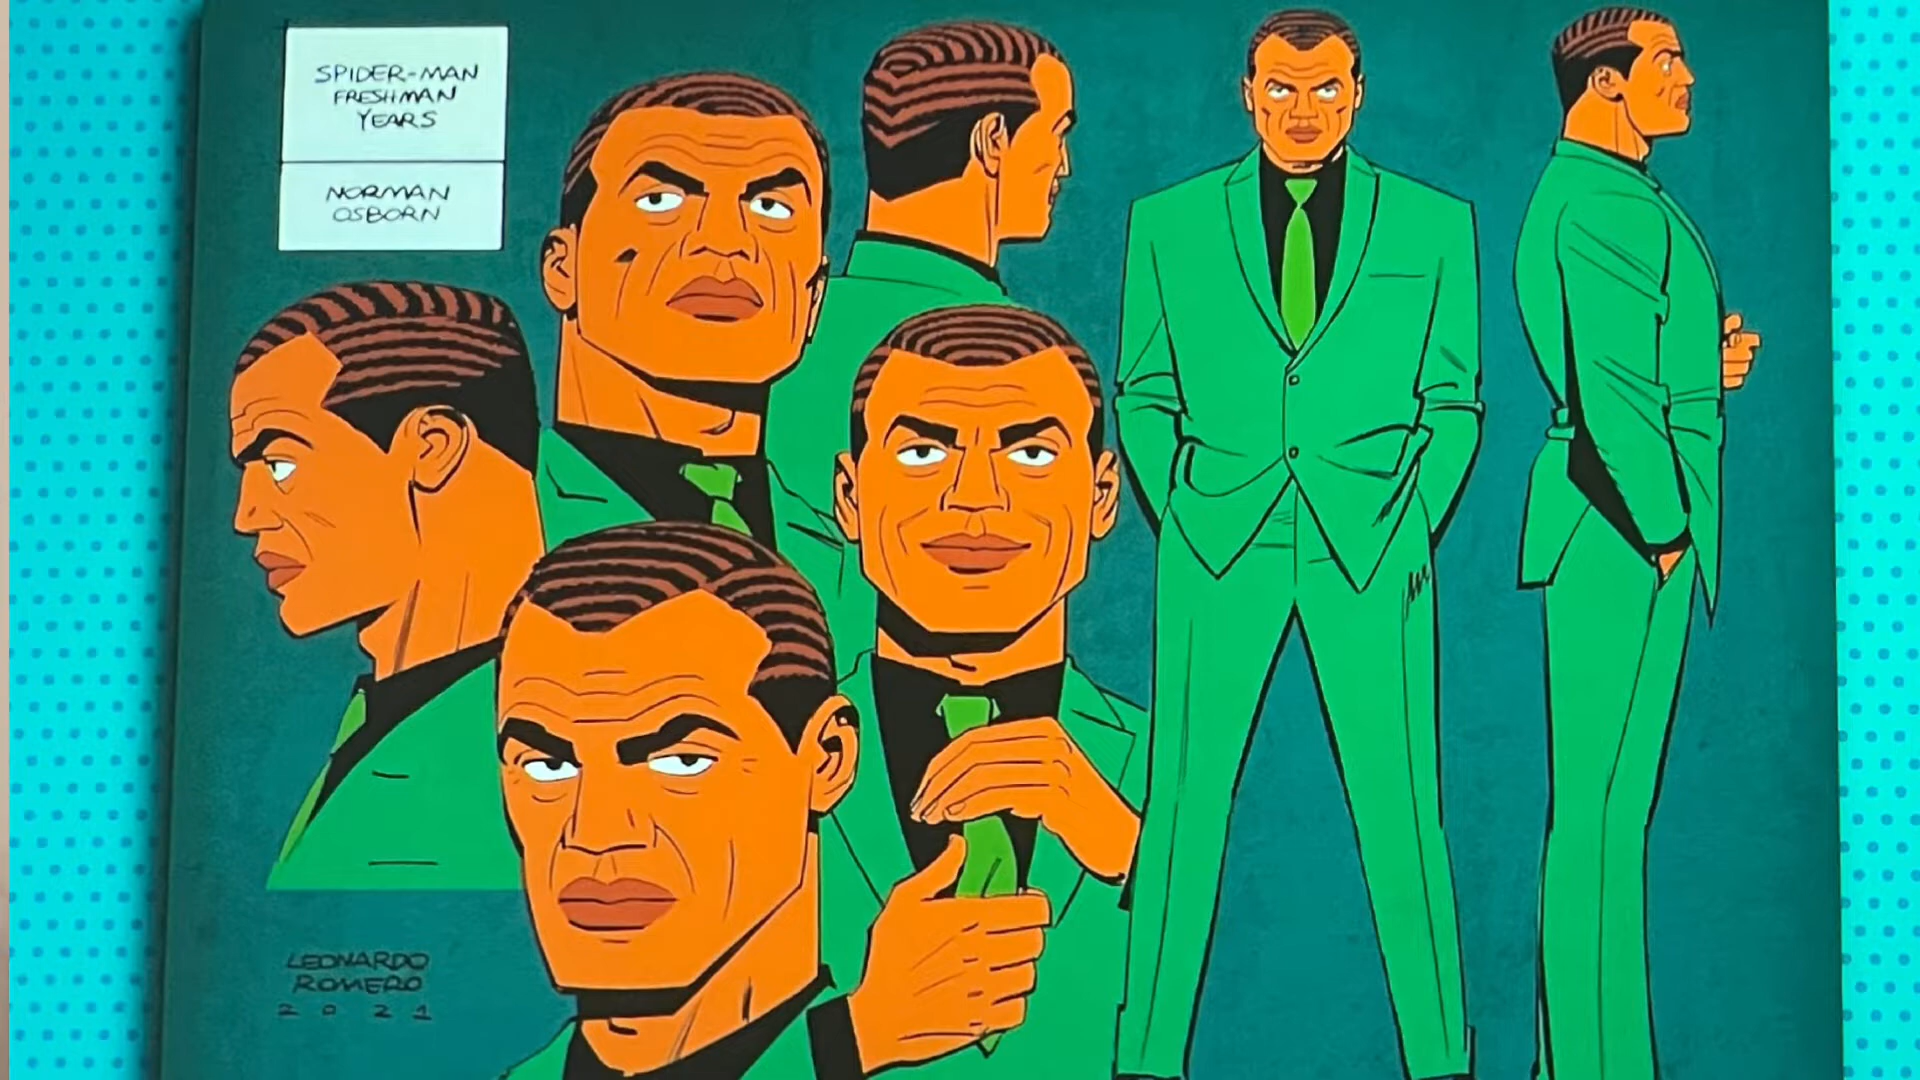 SPIDER-MAN
FRESHMAN
YEARS
NORMAN
OSBORN
LEONARDO
ROMERO
2021